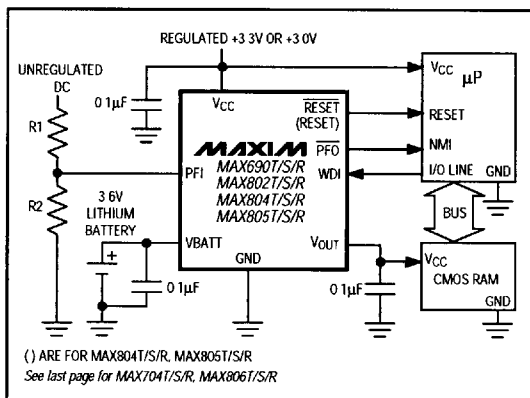 REGULATED +3 3V OR +3 0V
UNREGULATED
DC
R1
R2
0 1µF
VCC
RESET
(RESET)
MAXIM
MAX690T/S/R
MAX802T/S/R
MAX804T/S/R
MAX805T/S/R
PFO
PFI
WDI
3 6V
LITHIUM
BATTERY
VBATT
VOUT
GND
0 1µF
0 1µF
VCC
µP
RESET
NMI
I/O LINE
GND
BUS
VCC
CMOS RAM
GND
( ) ARE FOR MAX804T/S/R, MAX805T/S/R
See last page for MAX704T/S/R, MAX806T/S/R